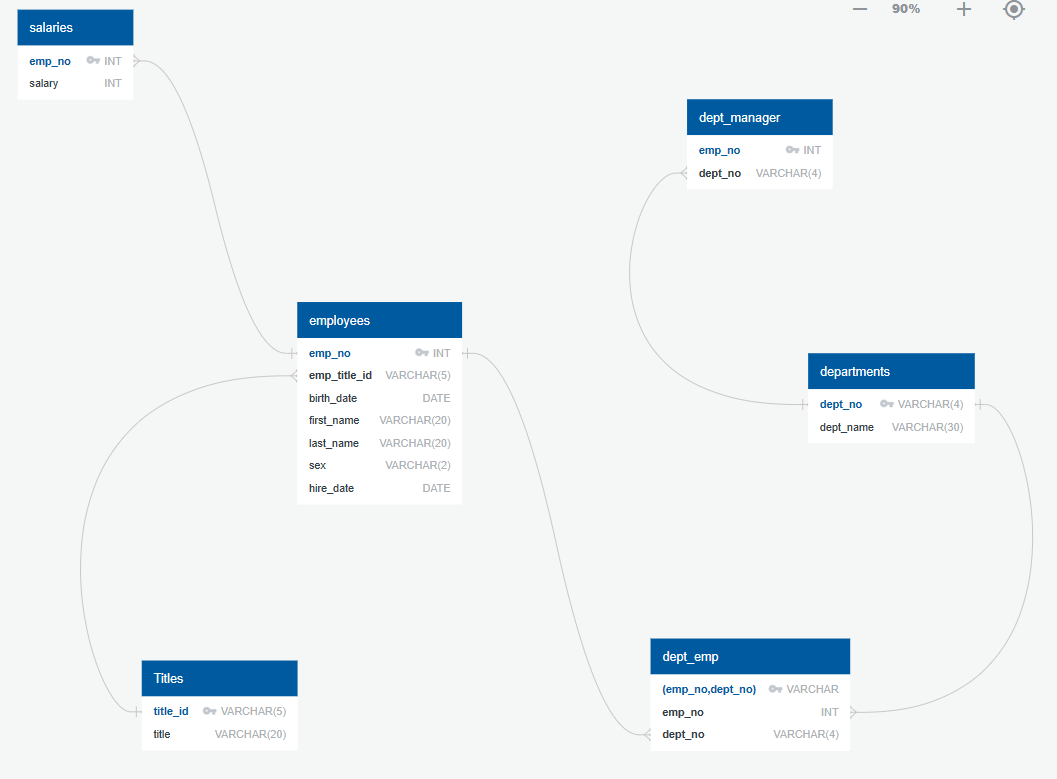 90%
salaries
emp_no INT
salary INT
dept_manager
emp_no INT
dept_no VARCHAR(4)
employees
emp_no INT
emp_title_id VARCHAR(5)
birth_date DATE
first_name VARCHAR(20)
last_name VARCHAR(20)
sex VARCHAR(2)
hire_date DATE
departments
dept_no VARCHAR(4)
dept_name VARCHAR(30)
Titles
title_id VARCHAR(5)
title VARCHAR(20)
dept_emp
(emp_no,dept_no) VARCHAR
emp_no INT
dept_no VARCHAR(4)